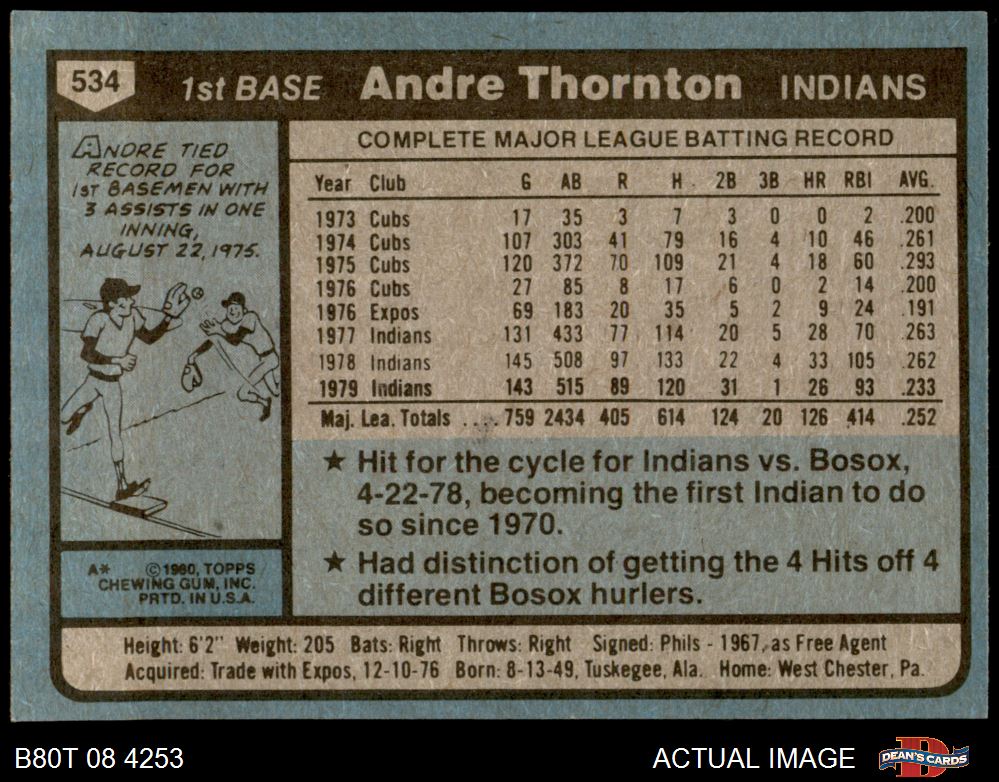 534 1st BASE Andre Thornton INDIANS
ANDRE TIED
RECORD FOR
1ST BASEMEN WITH
3 ASSISTS IN ONE
INNING,
AUGUST 22, 1975.
COMPLETE MAJOR LEAGUE BATTING RECORD
Year Club G AB R H 2B 3B HR RBI AVG.
1973 Cubs 17 35 3 7 3 0 0 2 .200
1974 Cubs 107 303 41 79 16 4 10 46 .261
1975 Cubs 120 372 70 109 21 4 18 60 .293
1976 Cubs 27 85 8 17 6 0 2 14 .200
1976 Expos 69 183 20 35 5 2 9 24 .191
1977 Indians 131 433 77 114 20 5 28 70 .263
1978 Indians 145 508 97 133 22 4 33 105 .262
1979 Indians 143 515 89 120 31 1 26 93 .233
Maj. Lea. Totals .... 759 2434 405 614 124 20 126 414 .252
★ Hit for the cycle for Indians vs. Bosox,
4-22-78, becoming the first Indian to do
so since 1970.
★ Had distinction of getting the 4 Hits off 4
different Bosox hurlers.
A* © 1980, TOPPS
CHEWING GUM, INC.
PRTD. IN U.S.A.
Height: 6'2" Weight: 205 Bats: Right Throws: Right Signed: Phils - 1967, as Free Agent
Acquired: Trade with Expos, 12-10-76 Born: 8-13-49, Tuskegee, Ala. Home: West Chester, Pa.
B80T 08 4253 ACTUAL IMAGE DEAN'S CARDS